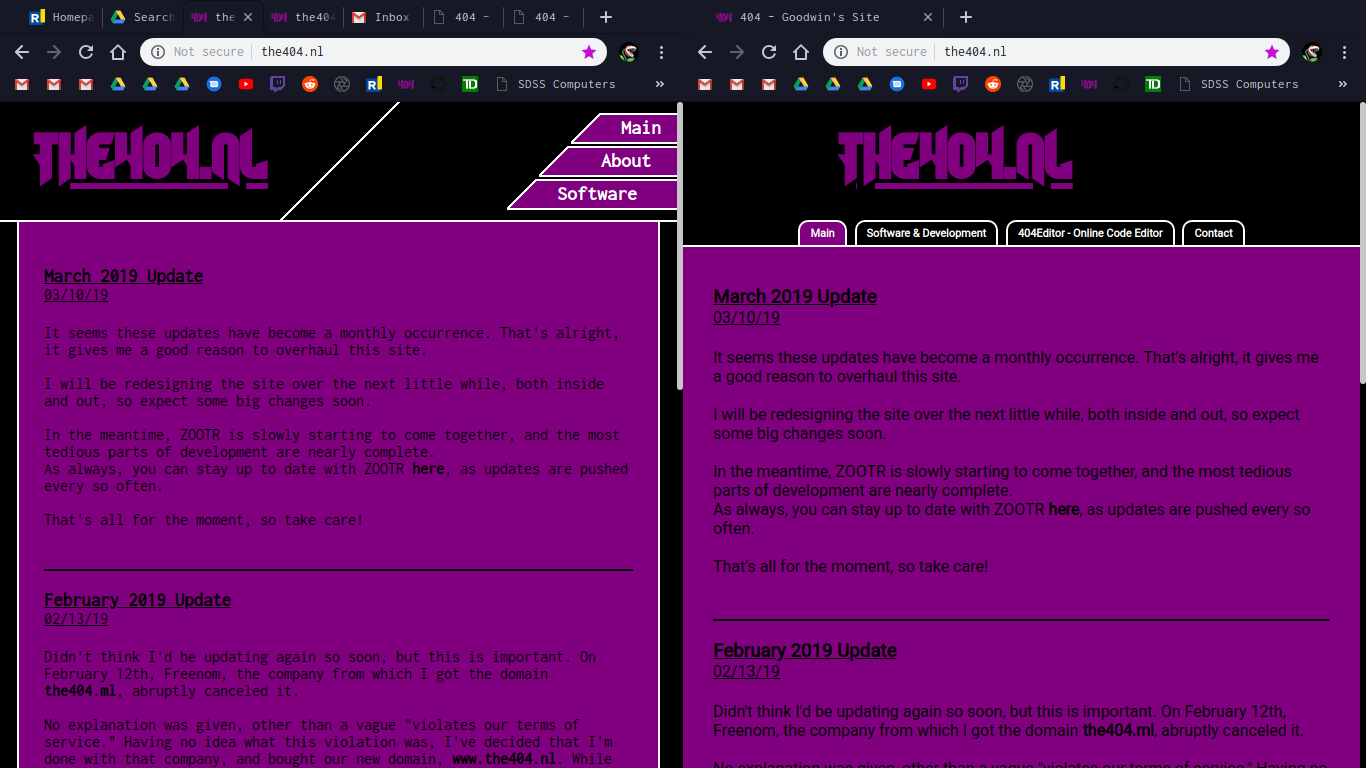 Homepa
Search
the
the404
Inbox
404 -
404 -
Not secure
the404.nl
SDSS Computers
»
THE404.NL
Main
About
Software
March 2019 Update
03/10/19
It seems these updates have become a monthly occurrence. That's alright,
it gives me a good reason to overhaul this site.
I will be redesigning the site over the next little while, both inside
and out, so expect some big changes soon.
In the meantime, ZOOTR is slowly starting to come together, and the most
tedious parts of development are nearly complete.
As always, you can stay up to date with ZOOTR here, as updates are pushed
every so often.
That's all for the moment, so take care!
February 2019 Update
02/13/19
Didn't think I'd be updating again so soon, but this is important. On
February 12th, Freenom, the company from which I got the domain
the404.ml, abruptly canceled it.
No explanation was given, other than a vague "violates our terms of
service." Having no idea what this violation was, I've decided that I'm
done with that company, and bought our new domain, www.the404.nl. While
404 - Goodwin's Site
Not secure
the404.nl
SDSS Computers
»
THE404.NL
Main
Software & Development
404Editor - Online Code Editor
Contact
March 2019 Update
03/10/19
It seems these updates have become a monthly occurrence. That's alright, it gives me
a good reason to overhaul this site.
I will be redesigning the site over the next little while, both inside and out, so expect
some big changes soon.
In the meantime, ZOOTR is slowly starting to come together, and the most tedious
parts of development are nearly complete.
As always, you can stay up to date with ZOOTR here, as updates are pushed every so
often.
That's all for the moment, so take care!
February 2019 Update
02/13/19
Didn't think I'd be updating again so soon, but this is important. On February 12th,
Freenom, the company from which I got the domain the404.ml, abruptly canceled it.
No explanation was given, other than a vague "violates our terms of service." Having no